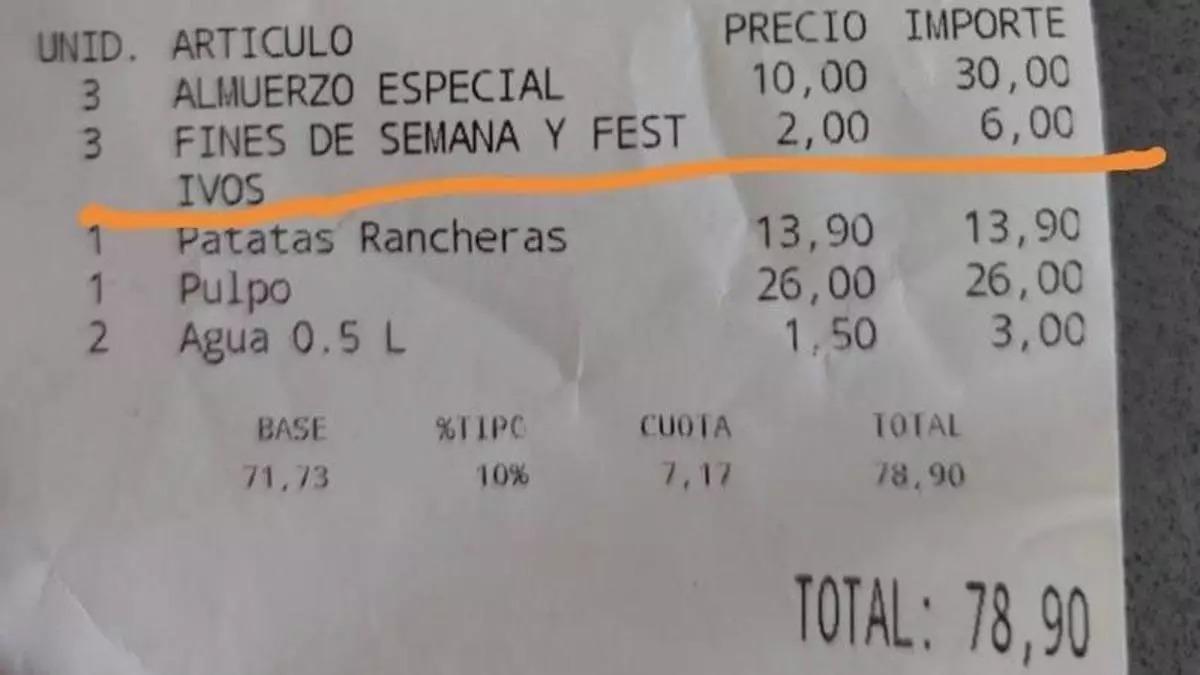 UNID. ARTICULO PRECIO IMPORTE
3 ALMUERZO ESPECIAL 10,00 30,00
3 FINES DE SEMANA Y FEST 2,00 6,00
IVOS
1 Patatas Rancheras 13,90 13,90
1 Pulpo 26,00 26,00
2 Agua 0.5 L 1,50 3,00
BASE %TIPO CUOTA TOTAL
71,73 10% 7,17 78,90
TOTAL: 78,90